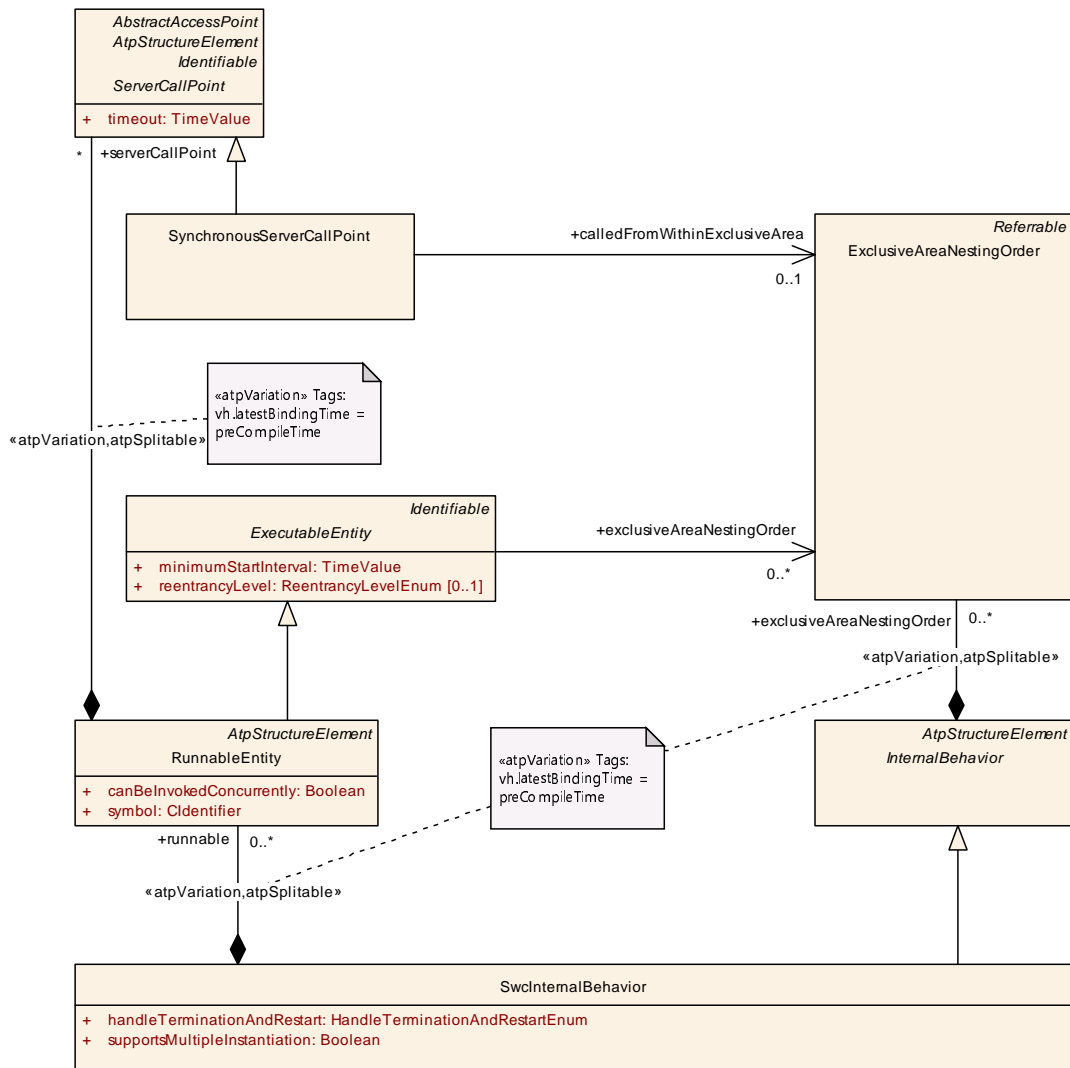 AbstractAccessPoint
AtpStructureElement
Identifiable
ServerCallPoint
+ timeout: TimeValue
* +serverCallPoint
SynchronousServerCallPoint
+calledFromWithinExclusiveArea
0..1
Referrable
ExclusiveAreaNestingOrder
«atpVariation» Tags:
vh.latestBindingTime =
preCompileTime
«atpVariation,atpSplitable»
Identifiable
ExecutableEntity
+ minimumStartInterval: TimeValue
+ reentrancyLevel: ReentrancyLevelEnum [0..1]
+exclusiveAreaNestingOrder
0..*
+exclusiveAreaNestingOrder 0..*
«atpVariation,atpSplitable»
AtpStructureElement
RunnableEntity
+ canBeInvokedConcurrently: Boolean
+ symbol: CIdentifier
«atpVariation» Tags:
vh.latestBindingTime =
preCompileTime
AtpStructureElement
InternalBehavior
+runnable 0..*
«atpVariation,atpSplitable»
SwcInternalBehavior
+ handleTerminationAndRestart: HandleTerminationAndRestartEnum
+ supportsMultipleInstantiation: Boolean